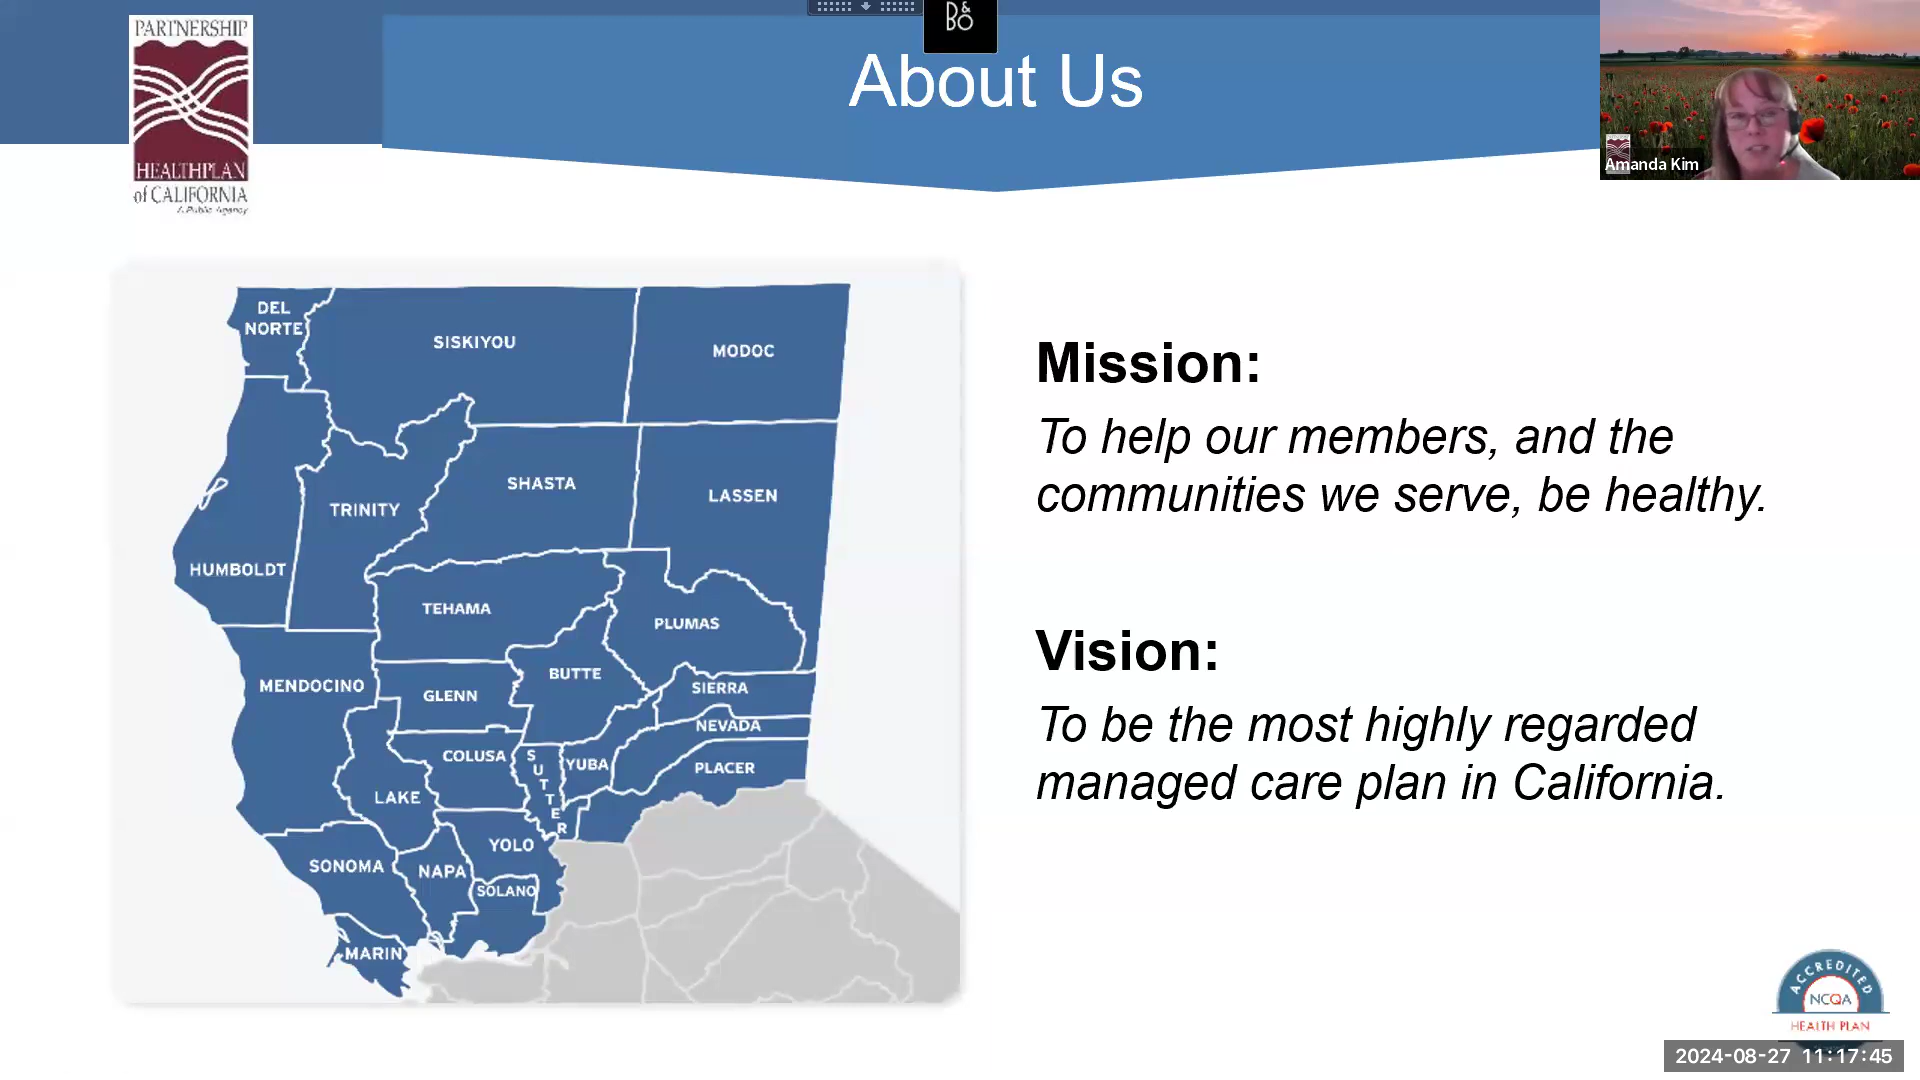 PARTNERSHIP
HEALTHPLAN
of CALIFORNIA
A Public Agency
B&
BO
About Us
Amanda Kim
DEL
NORTE
SISKIYOU
MODOC
SHASTA
LASSEN
TRINITY
HUMBOLDT
TEHAMA
PLUMAS
MENDOCINO
GLENN
BUTTE
SIERRA
NEVADA
COLUSA
SUTTER
YUBA
PLACER
LAKE
YOLO
SONOMA
NAPA
SOLANO
MARIN
Mission:
To help our members, and the
communities we serve, be healthy.
Vision:
To be the most highly regarded
managed care plan in California.
ACCREDITED
NCQA
HEALTH PLAN
2024-08-27 11:17:45